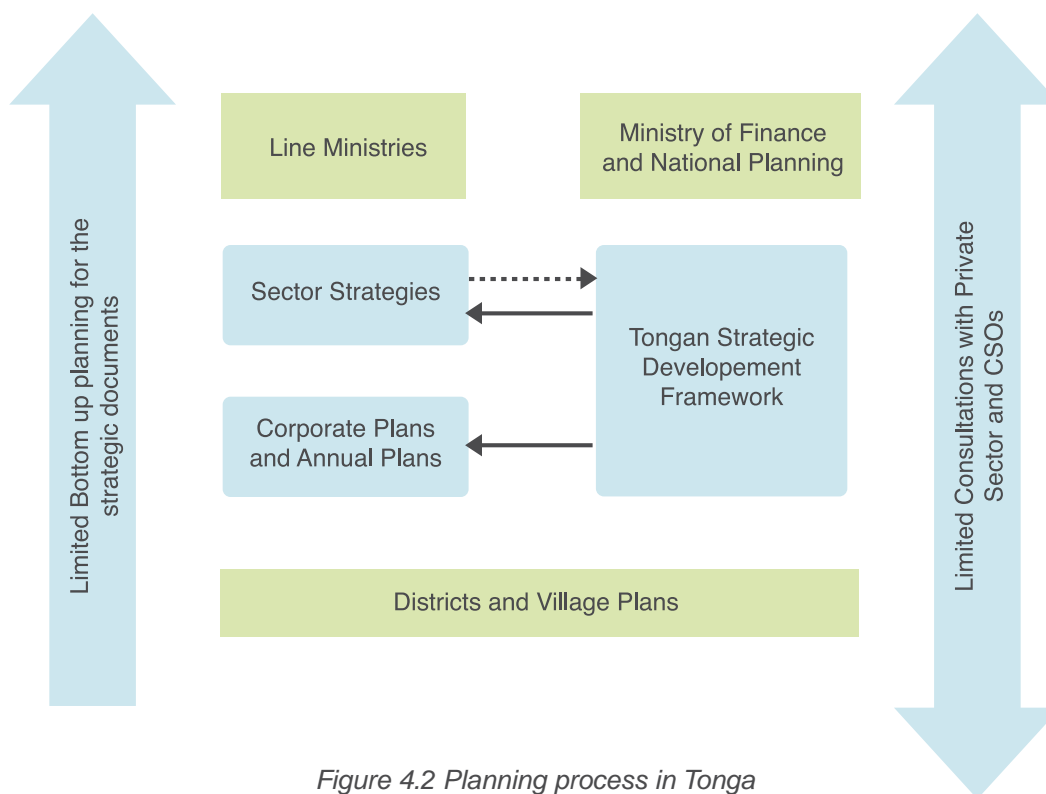 Limited Bottom up planning for the
strategic documents
Line Ministries
Ministry of Finance
and National Planning
Sector Strategies
Tongan Strategic
Developement
Framework
Corporate Plans
and Annual Plans
Districts and Village Plans
Limited Consultations with Private
Sector and CSOs
Figure 4.2 Planning process in Tonga